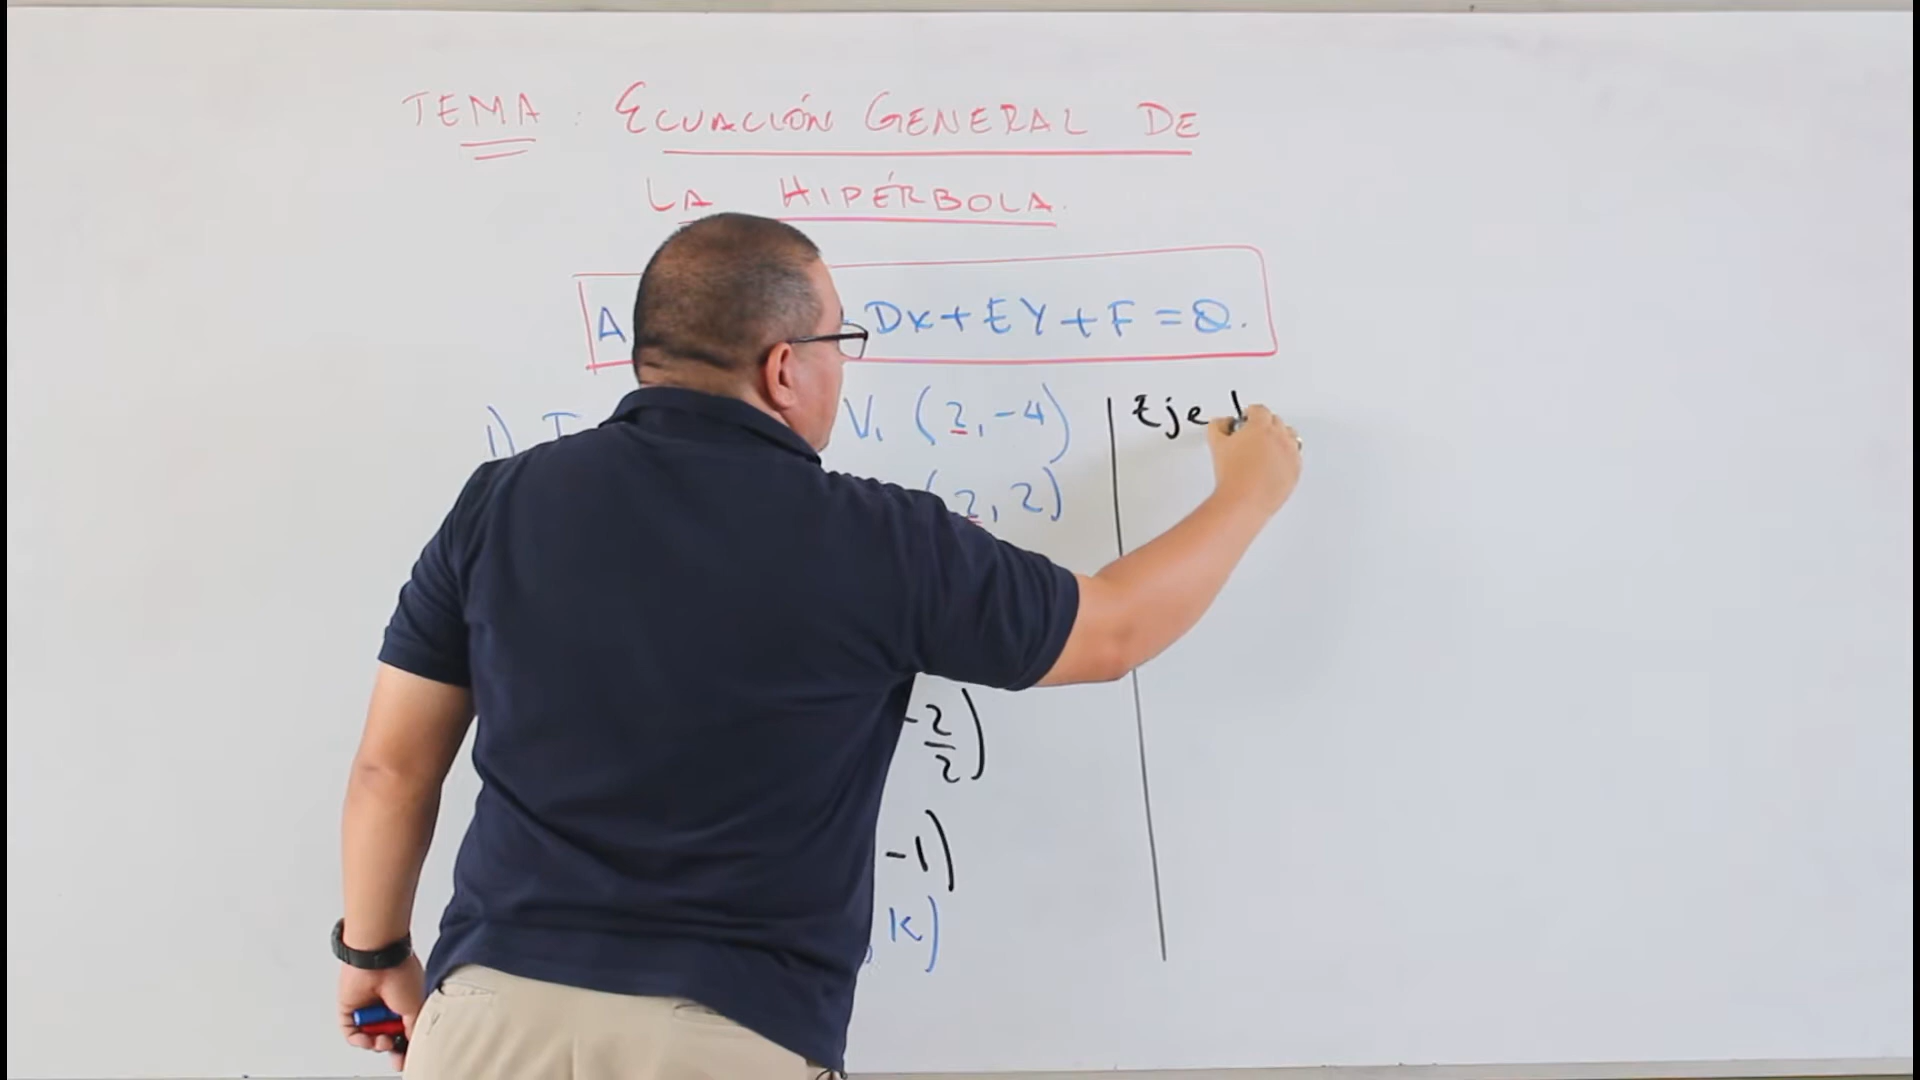 TEMA: ECUACIÓN GENERAL DE
LA HIPÉRBOLA.
A Dx+EY+F=0.
1) V₁ (2,-4)
(2, 2)
-2/2)
-1)
, K)
Eje